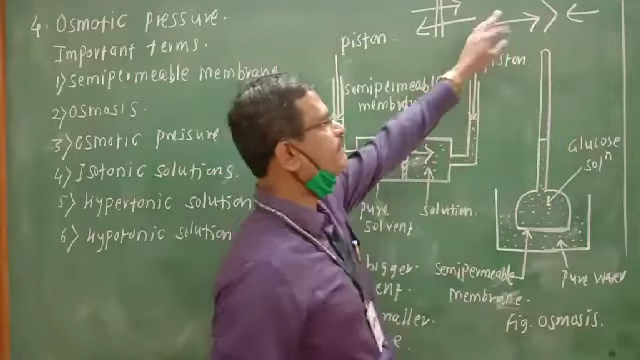 4. Osmotic Pressure.
Important terms.
1) Semipermeable Membrane
2) Osmosis.
3) Osmotic pressure
4) Isotonic solutions.
5) Hypertonic solution
6) Hypotonic solution
piston.
piston
semipermeable
membrane
Pure
solvent
solution.
bigger
maller
Glucose
solⁿ
semipermeable
membrane.
Pure water
Fig. Osmosis.